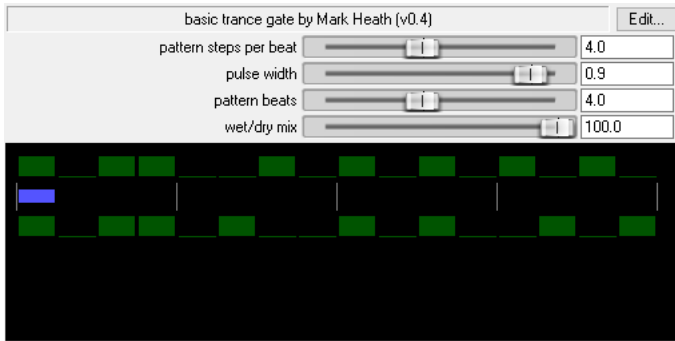 basic trance gate by Mark Heath (v0.4) Edit...
pattern steps per beat 4.0
pulse width 0.9
pattern beats 4.0
wet/dry mix 100.0